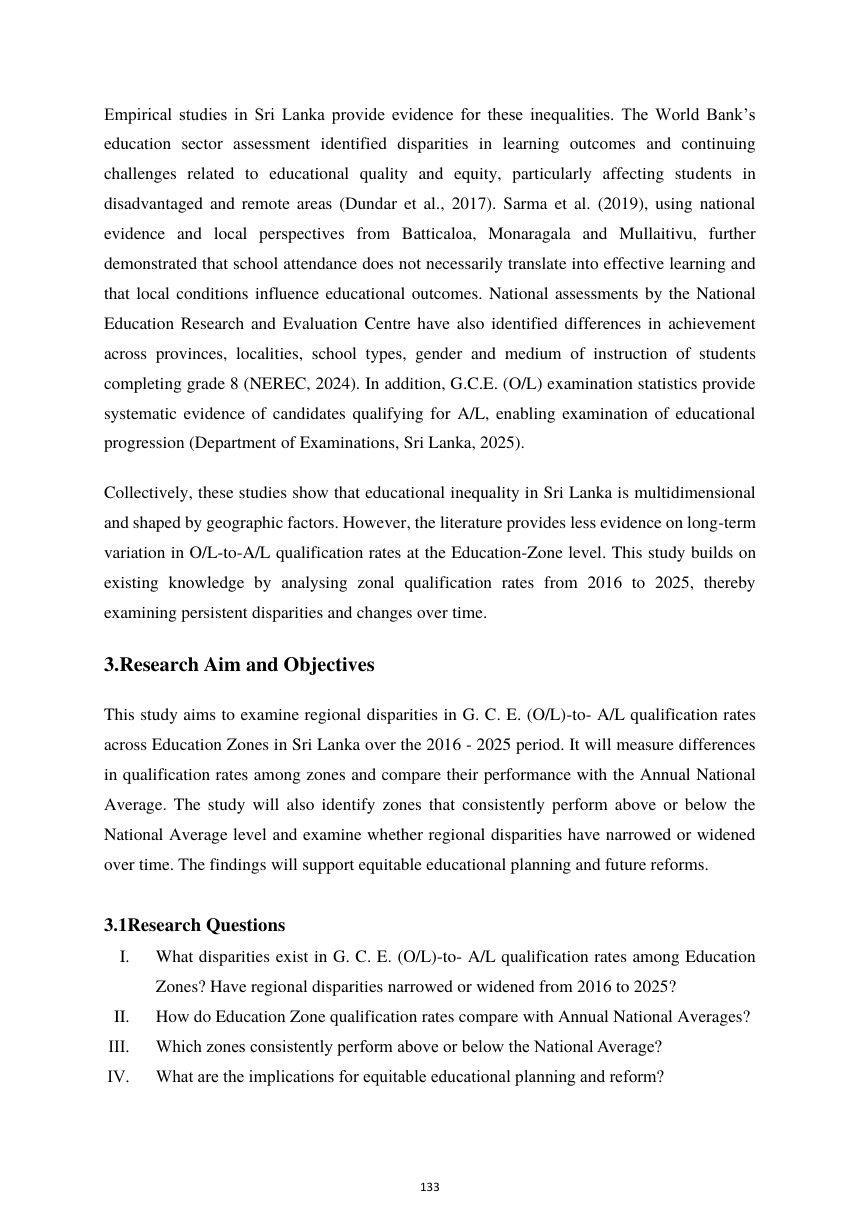 Empirical studies in Sri Lanka provide evidence for these inequalities. The World Bank’s
education sector assessment identified disparities in learning outcomes and continuing
challenges related to educational quality and equity, particularly affecting students in
disadvantaged and remote areas (Dundar et al., 2017). Sarma et al. (2019), using national
evidence and local perspectives from Batticaloa, Monaragala and Mullaitivu, further
demonstrated that school attendance does not necessarily translate into effective learning and
that local conditions influence educational outcomes. National assessments by the National
Education Research and Evaluation Centre have also identified differences in achievement
across provinces, localities, school types, gender and medium of instruction of students
completing grade 8 (NEREC, 2024). In addition, G.C.E. (O/L) examination statistics provide
systematic evidence of candidates qualifying for A/L, enabling examination of educational
progression (Department of Examinations, Sri Lanka, 2025).
Collectively, these studies show that educational inequality in Sri Lanka is multidimensional
and shaped by geographic factors. However, the literature provides less evidence on long-term
variation in O/L-to-A/L qualification rates at the Education-Zone level. This study builds on
existing knowledge by analysing zonal qualification rates from 2016 to 2025, thereby
examining persistent disparities and changes over time.
3.Research Aim and Objectives
This study aims to examine regional disparities in G. C. E. (O/L)-to- A/L qualification rates
across Education Zones in Sri Lanka over the 2016 - 2025 period. It will measure differences
in qualification rates among zones and compare their performance with the Annual National
Average. The study will also identify zones that consistently perform above or below the
National Average level and examine whether regional disparities have narrowed or widened
over time. The findings will support equitable educational planning and future reforms.
3.1Research Questions
I. What disparities exist in G. C. E. (O/L)-to- A/L qualification rates among Education
Zones? Have regional disparities narrowed or widened from 2016 to 2025?
II. How do Education Zone qualification rates compare with Annual National Averages?
III. Which zones consistently perform above or below the National Average?
IV. What are the implications for equitable educational planning and reform?
133